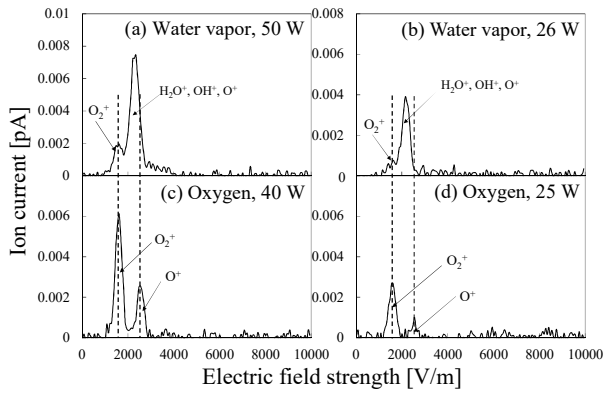 Ion current [pA]
0.01
0.008
0.006
0.004
0.002
0
(a) Water vapor, 50 W
O₂⁺
H₂O⁺, OH⁺, O⁺
0.008
0.006
0.004
0.002
0
(b) Water vapor, 26 W
O₂⁺
H₂O⁺, OH⁺, O⁺
0.006
0.004
0.002
0
(c) Oxygen, 40 W
O₂⁺
O⁺
0.006
0.004
0.002
0
(d) Oxygen, 25 W
O₂⁺
O⁺
0 2000 4000 6000 8000 10000
0 2000 4000 6000 8000 10000
Electric field strength [V/m]